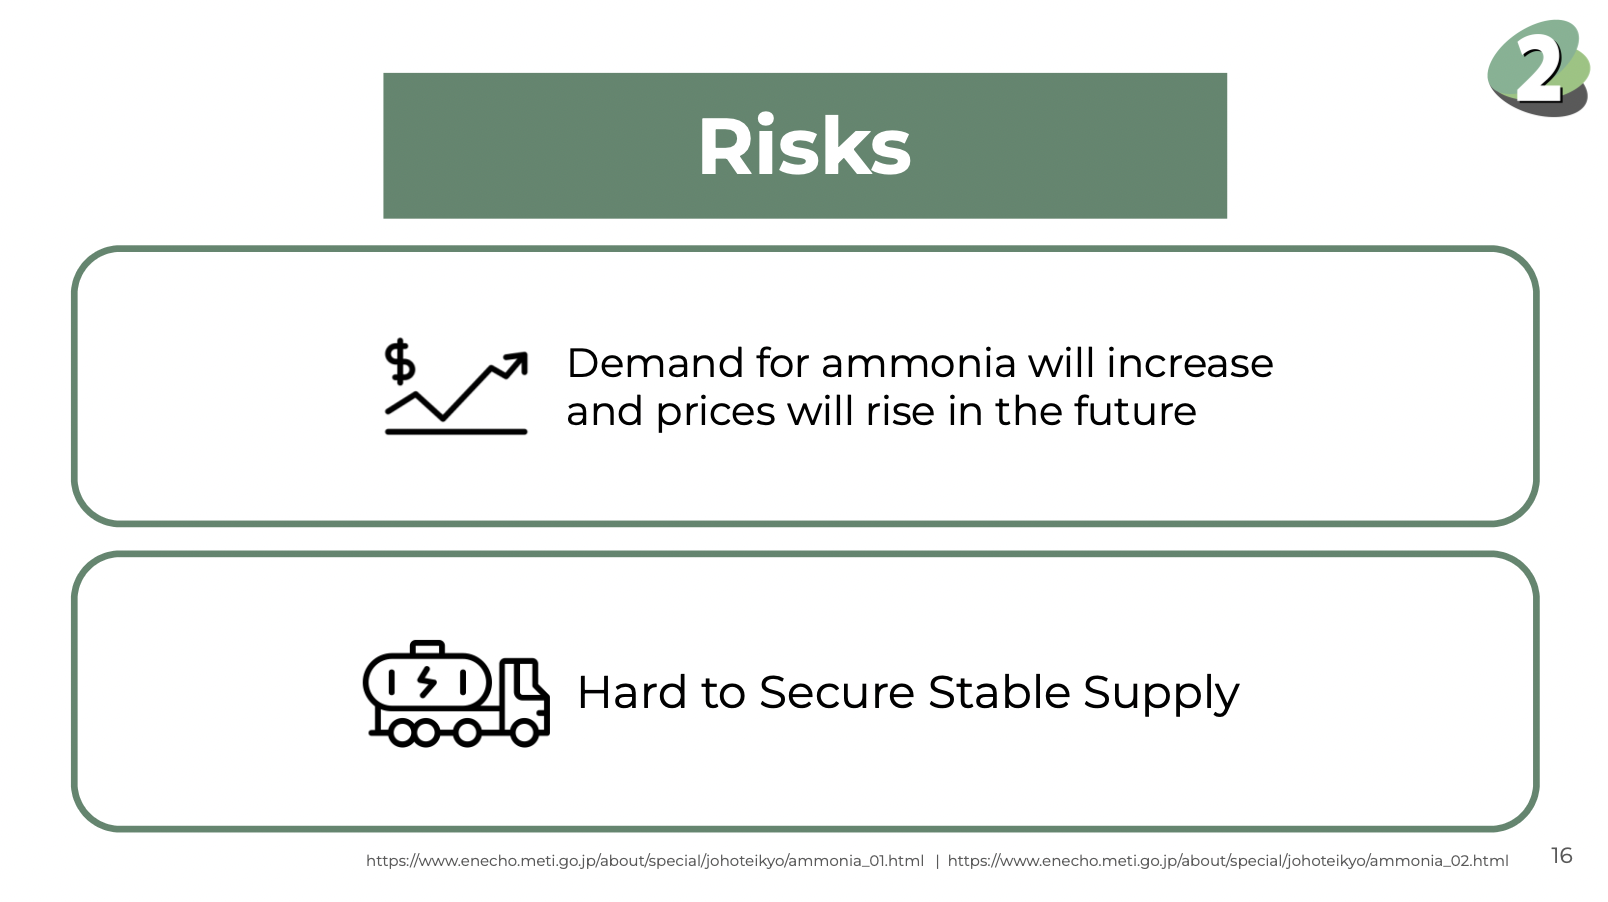 2
Risks
$
Demand for ammonia will increase
and prices will rise in the future
Hard to Secure Stable Supply
https://www.enecho.meti.go.jp/about/special/johoteikyo/ammonia_01.html | https://www.enecho.meti.go.jp/about/special/johoteikyo/ammonia_02.html
16